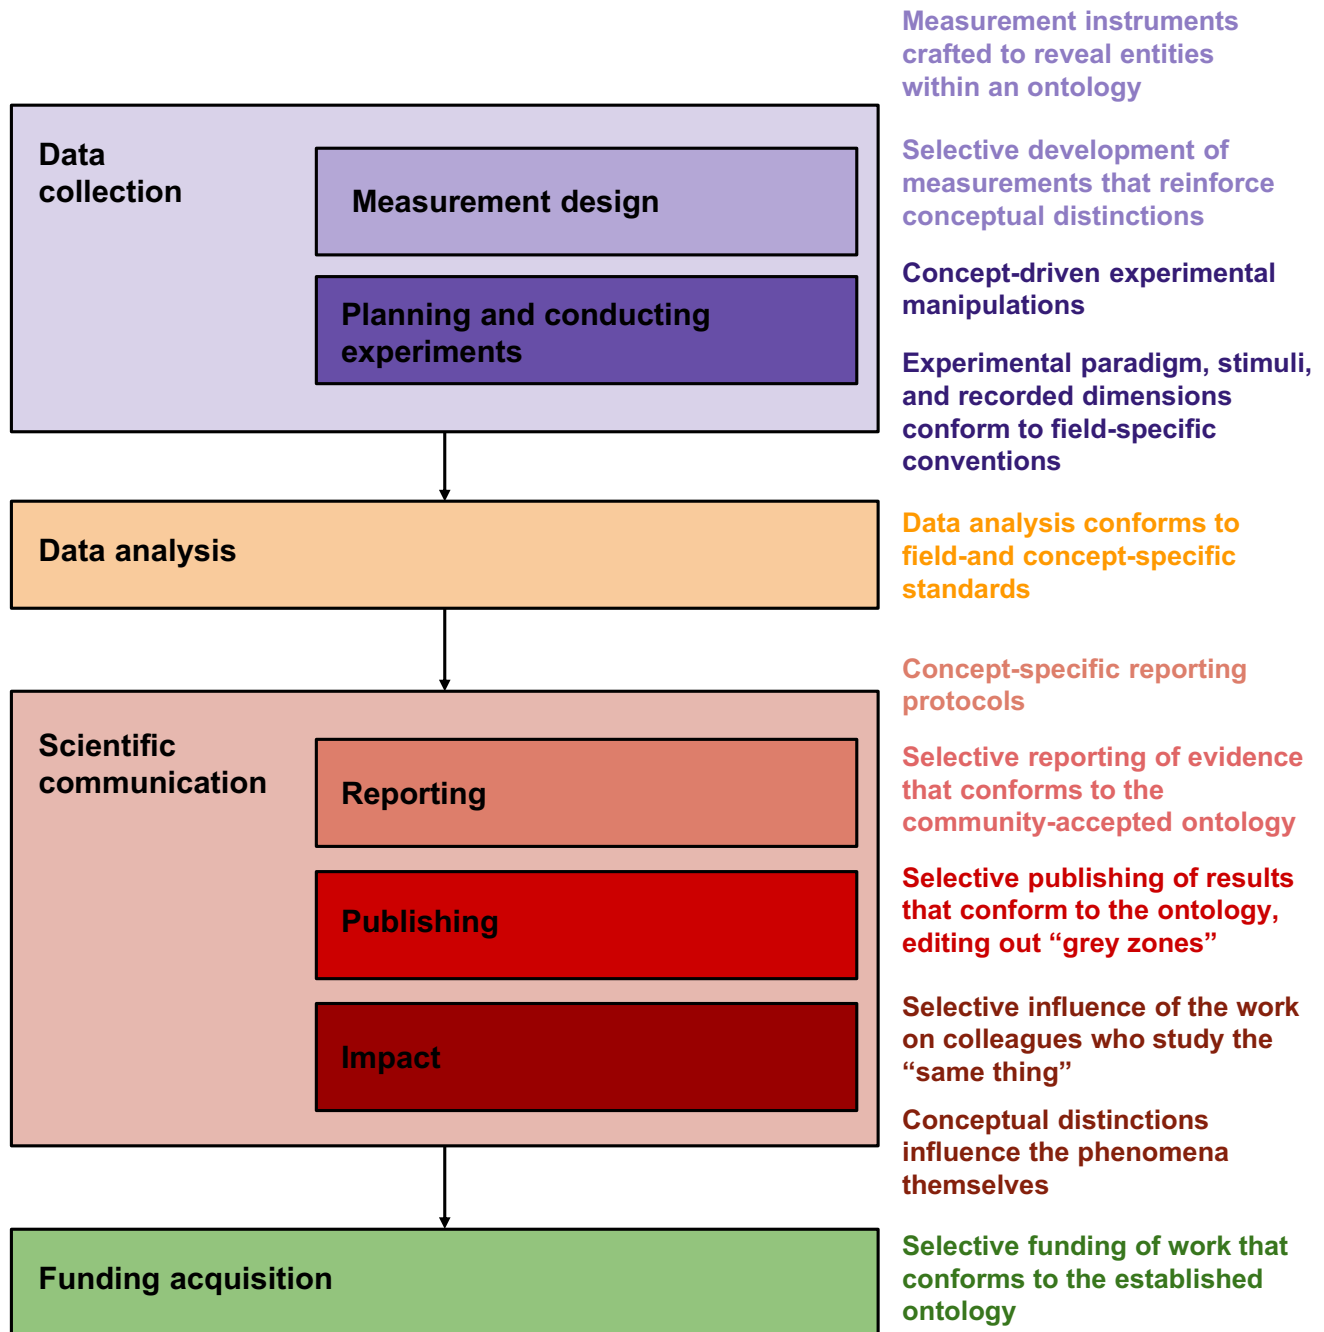 Measurement instruments
crafted to reveal entities
within an ontology
Data
collection
Measurement design
Selective development of
measurements that reinforce
conceptual distinctions
Planning and conducting
experiments
Concept-driven experimental
manipulations
Experimental paradigm, stimuli,
and recorded dimensions
conform to field-specific
conventions
Data analysis
Data analysis conforms to
field-and concept-specific
standards
Scientific
communication
Reporting
Concept-specific reporting
protocols
Selective reporting of evidence
that conforms to the
community-accepted ontology
Publishing
Selective publishing of results
that conform to the ontology,
editing out “grey zones”
Impact
Selective influence of the work
on colleagues who study the
“same thing”
Conceptual distinctions
influence the phenomena
themselves
Funding acquisition
Selective funding of work that
conforms to the established
ontology